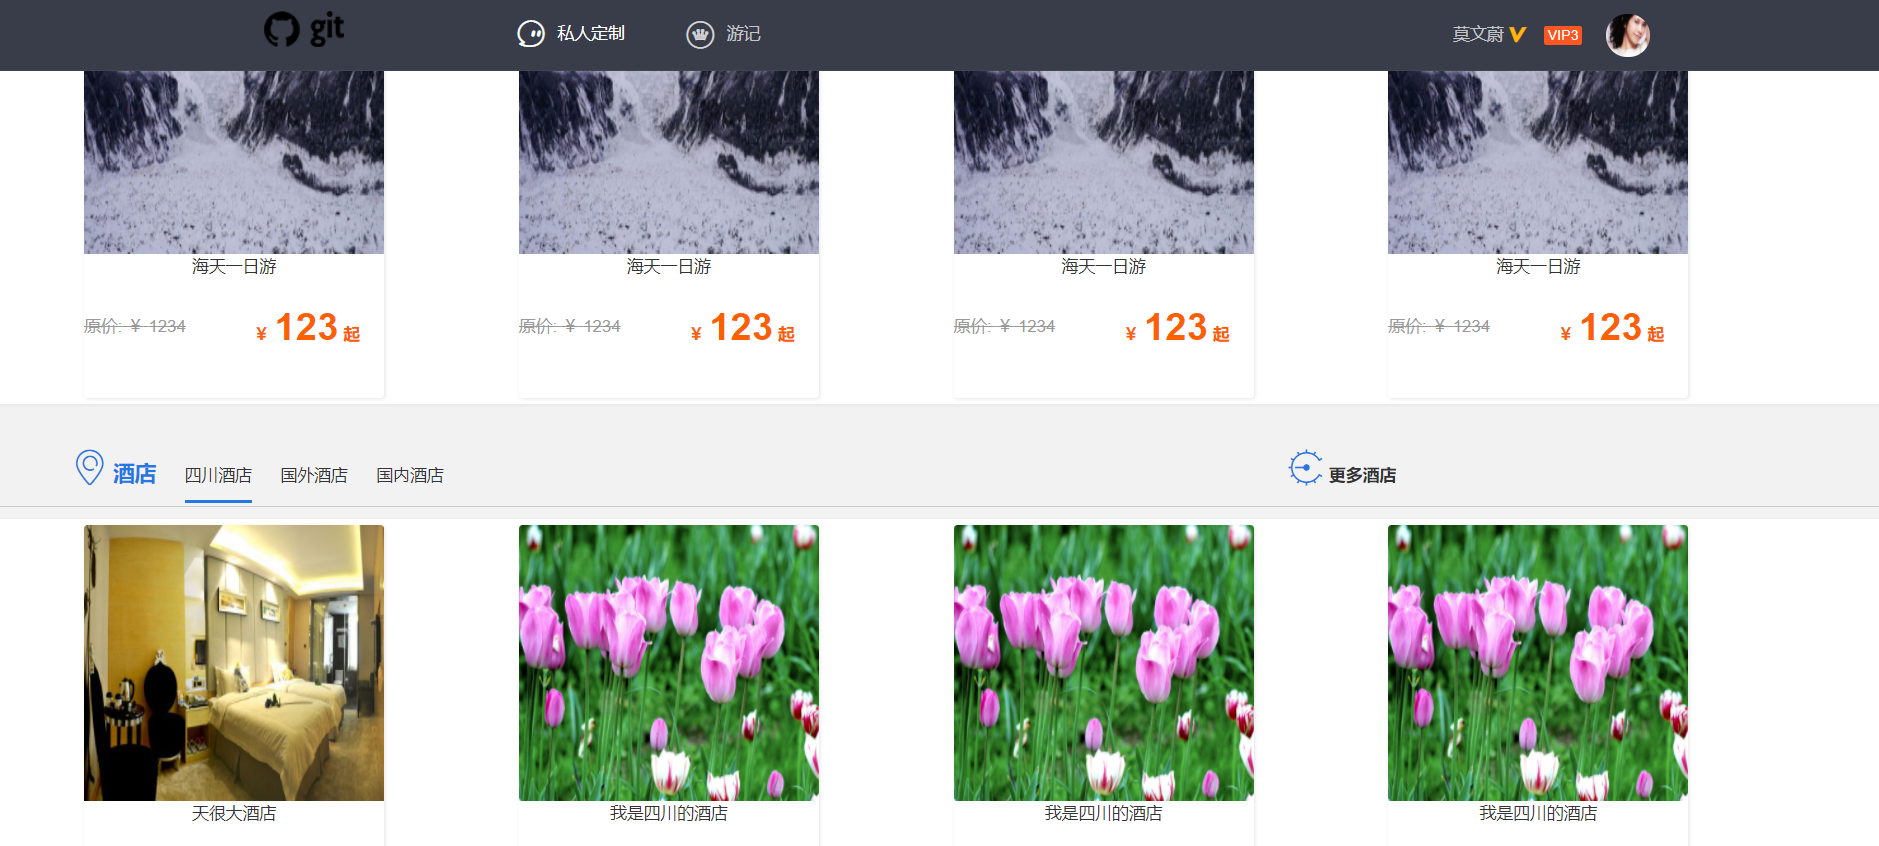 git 私人定制 游记 莫文蔚 VIP3
海天一日游 海天一日游 海天一日游 海天一日游
原价: ¥ 1234 ¥ 123 起 原价: ¥ 1234 ¥ 123 起 原价: ¥ 1234 ¥ 123 起 原价: ¥ 1234 ¥ 123 起
酒店 四川酒店 国外酒店 国内酒店 更多酒店
天很大酒店 我是四川的酒店 我是四川的酒店 我是四川的酒店